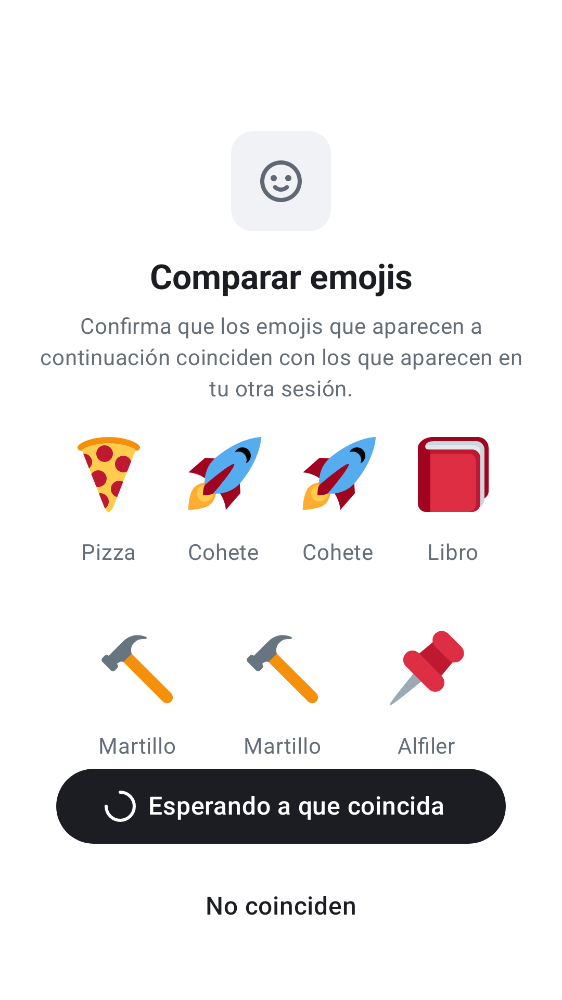 Comparar emojis
Confirma que los emojis que aparecen a
continuación coinciden con los que aparecen en
tu otra sesión.
Pizza
Cohete
Cohete
Libro
Martillo
Martillo
Alfiler
Esperando a que coincida
No coinciden